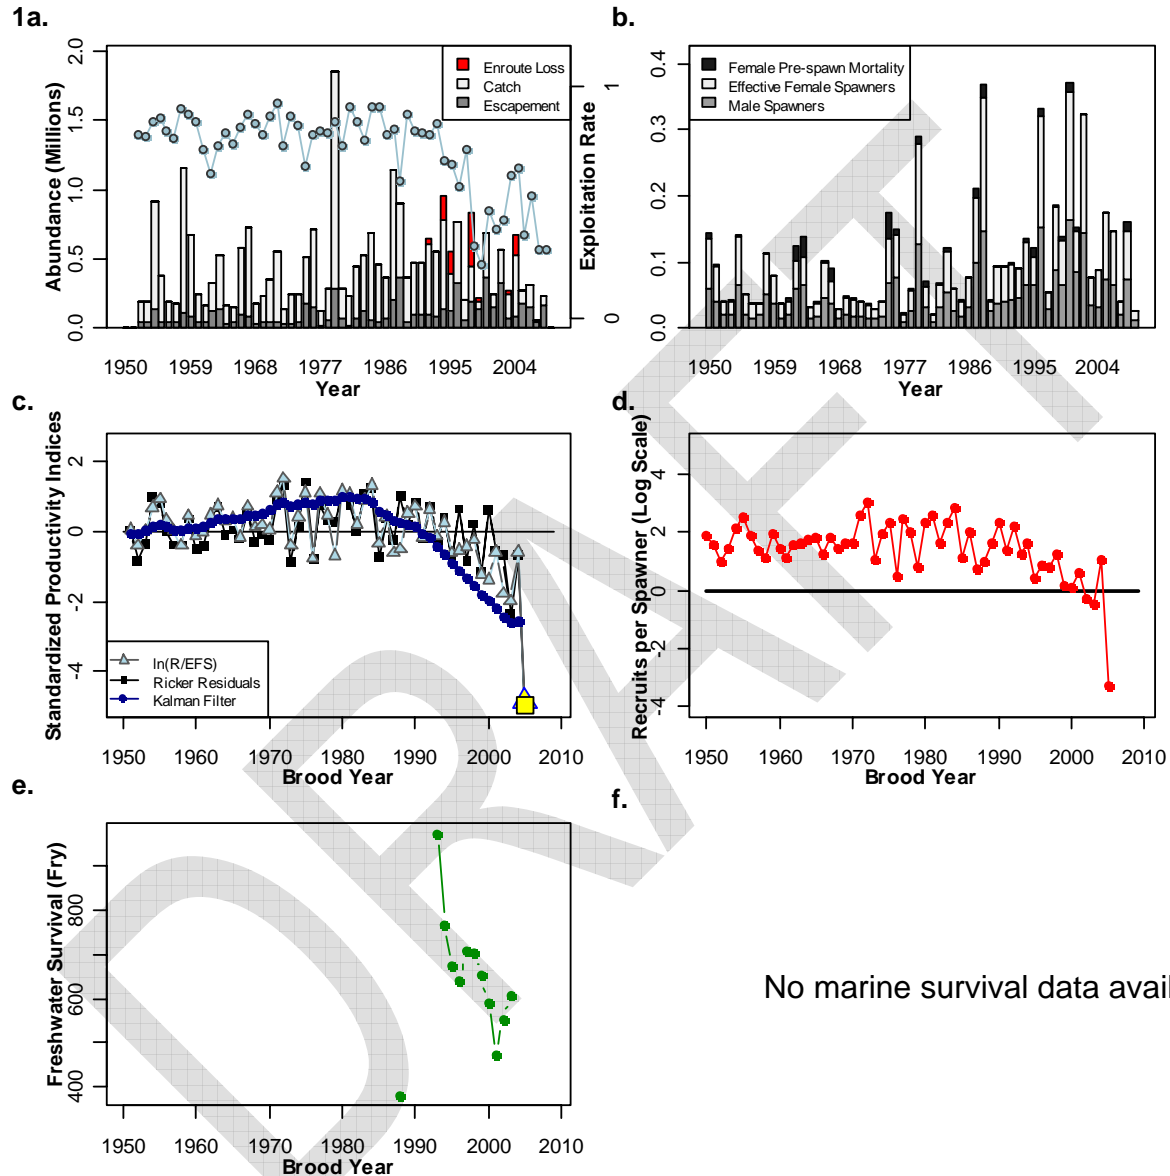 1a.
Abundance (Millions)
0.0 0.5 1.0 1.5 2.0
Enroute Loss
Catch
Escapement
Exploitation Rate
0 1
1950 1959 1968 1977 1986 1995 2004
Year
b.
0.0 0.1 0.2 0.3 0.4
Female Pre-spawn Mortality
Effective Female Spawners
Male Spawners
1950 1959 1968 1977 1986 1995 2004
Year
c.
Standardized Productivity Indices
-4 -2 0 2
ln(R/EFS)
Ricker Residuals
Kalman Filter
1950 1960 1970 1980 1990 2000 2010
Brood Year
d.
Recruits per Spawner (Log Scale)
-4 -2 0 2 4
1950 1960 1970 1980 1990 2000 2010
Brood Year
e.
Freshwater Survival (Fry)
400 600 800
1950 1960 1970 1980 1990 2000 2010
Brood Year
f.
No marine survival data avail
DRAFT